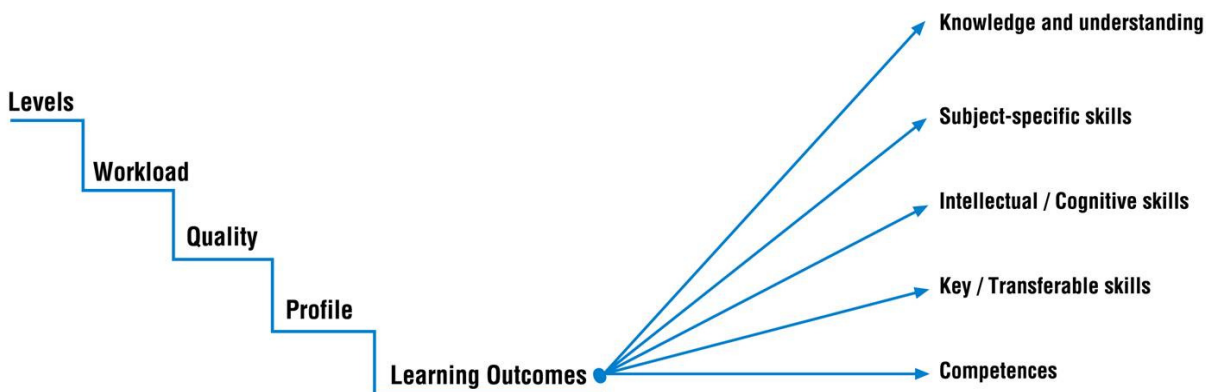 Levels
Workload
Quality
Profile
Learning Outcomes
Knowledge and understanding
Subject-specific skills
Intellectual / Cognitive skills
Key / Transferable skills
Competences